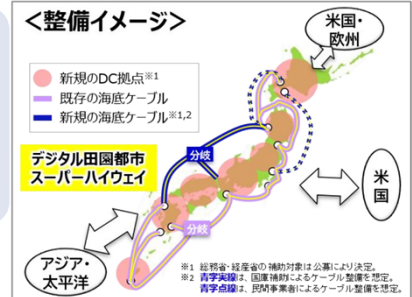 ＜整備イメージ＞
米国・
欧州
新規のDC拠点※1
既存の海底ケーブル
新規の海底ケーブル※1,2
デジタル田園都市
スーパーハイウェイ
分岐
分岐
米国
アジア・
太平洋
※1 総務省・経産省の補助対象は公募により決定。
※2 青字実線は、国庫補助によるケーブル整備を想定。
青字点線は、民間事業者によるケーブル整備を想定。